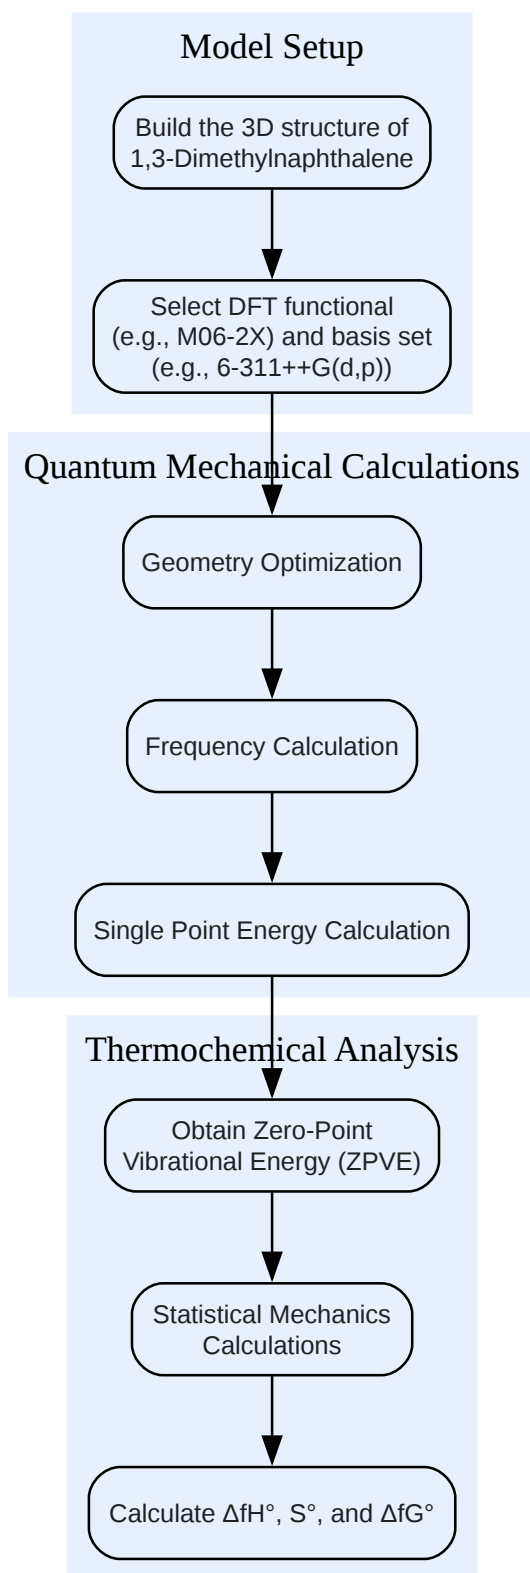 Model Setup
Build the 3D structure of
1,3-Dimethylnaphthalene
Select DFT functional
(e.g., M06-2X) and basis set
(e.g., 6-311++G(d,p))
Quantum Mechanical Calculations
Geometry Optimization
Frequency Calculation
Single Point Energy Calculation
Thermochemical Analysis
Obtain Zero-Point
Vibrational Energy (ZPVE)
Statistical Mechanics
Calculations
Calculate ΔfH°, S°, and ΔfG°